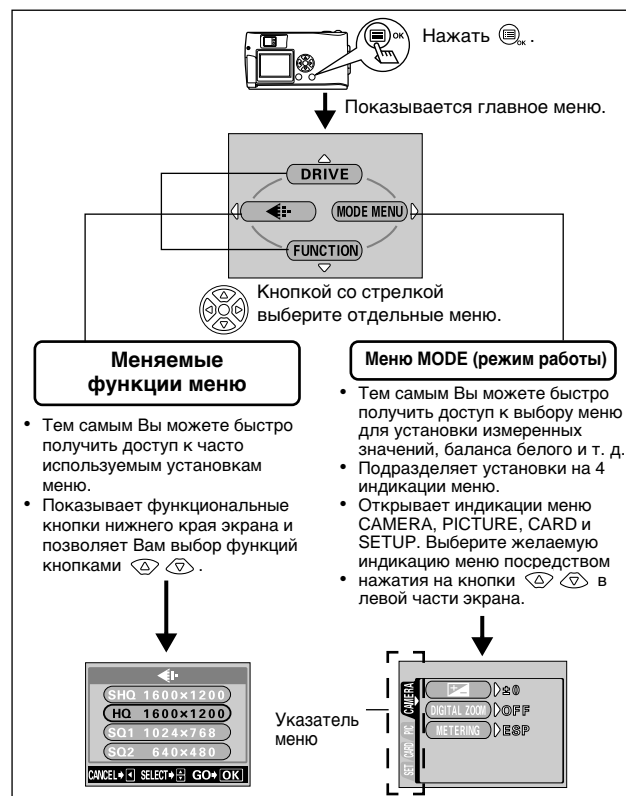 OK
Нажать OK .
Показывается главное меню.
DRIVE
MODE MENU
FUNCTION
Кнопкой со стрелкой
выберите отдельные меню.
Меняемые
функции меню
• Тем самым Вы можете быстро
получить доступ к часто
используемым установкам
меню.
• Показывает функциональные
кнопки нижнего края экрана и
позволяет Вам выбор функций
кнопками .
Меню MODE (режим работы)
• Тем самым Вы можете быстро
получить доступ к выбору меню
для установки измеренных
значений, баланса белого и т. д.
• Подразделяет установки на 4
индикации меню.
• Открывает индикации меню
CAMERA, PICTURE, CARD и
SETUP. Выберите желаемую
индикацию меню посредством
• нажатия на кнопки в
левой части экрана.
SHQ 1600×1200
HQ 1600×1200
SQ1 1024×768
SQ2 640×480
CANCEL SELECT GO OK
Указатель
меню
CAMERA
PIC
CARD
SET
±0
DIGITAL ZOOM OFF
METERING ESP